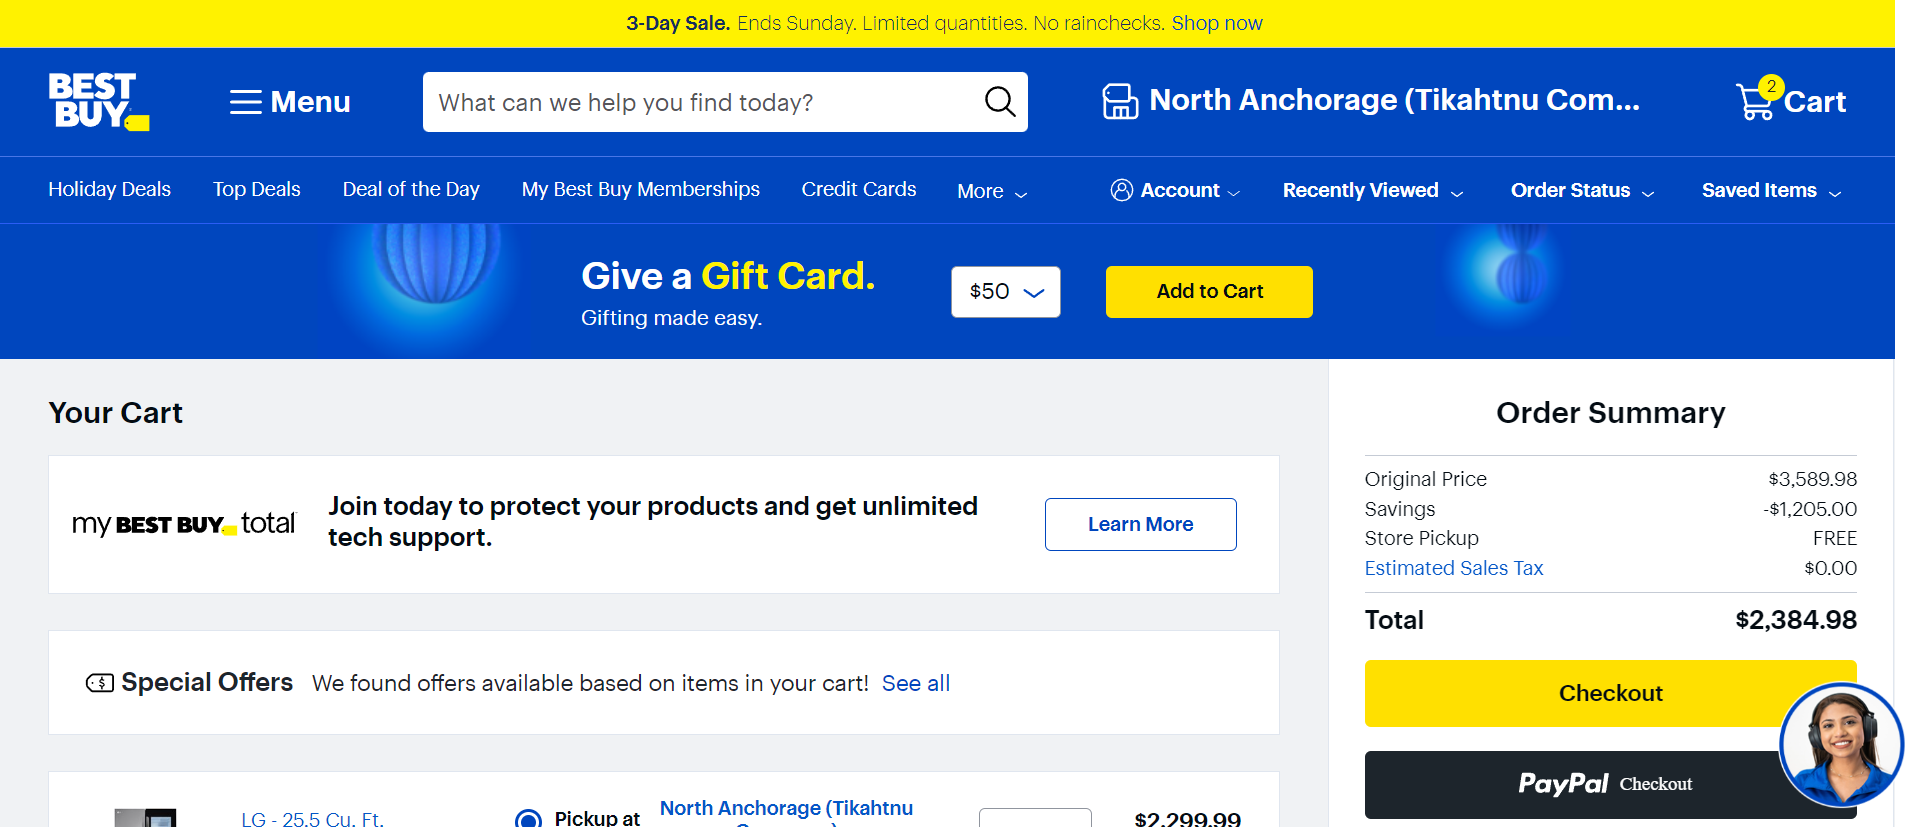 3-Day Sale. Ends Sunday. Limited quantities. No rainchecks. Shop now
BEST BUY
Menu
What can we help you find today?
North Anchorage (Tikahtnu Com...
2
Cart
Holiday Deals
Top Deals
Deal of the Day
My Best Buy Memberships
Credit Cards
More
Account
Recently Viewed
Order Status
Saved Items
Give a Gift Card.
Gifting made easy.
$50
Add to Cart
Your Cart
my BEST BUY total
Join today to protect your products and get unlimited
tech support.
Learn More
Special Offers We found offers available based on items in your cart! See all
LG - 25.5 Cu. Ft.
Pickup at
North Anchorage (Tikahtnu
$2,299.99
Order Summary
Original Price $3,589.98
Savings -$1,205.00
Store Pickup FREE
Estimated Sales Tax $0.00
Total $2,384.98
Checkout
PayPal Checkout